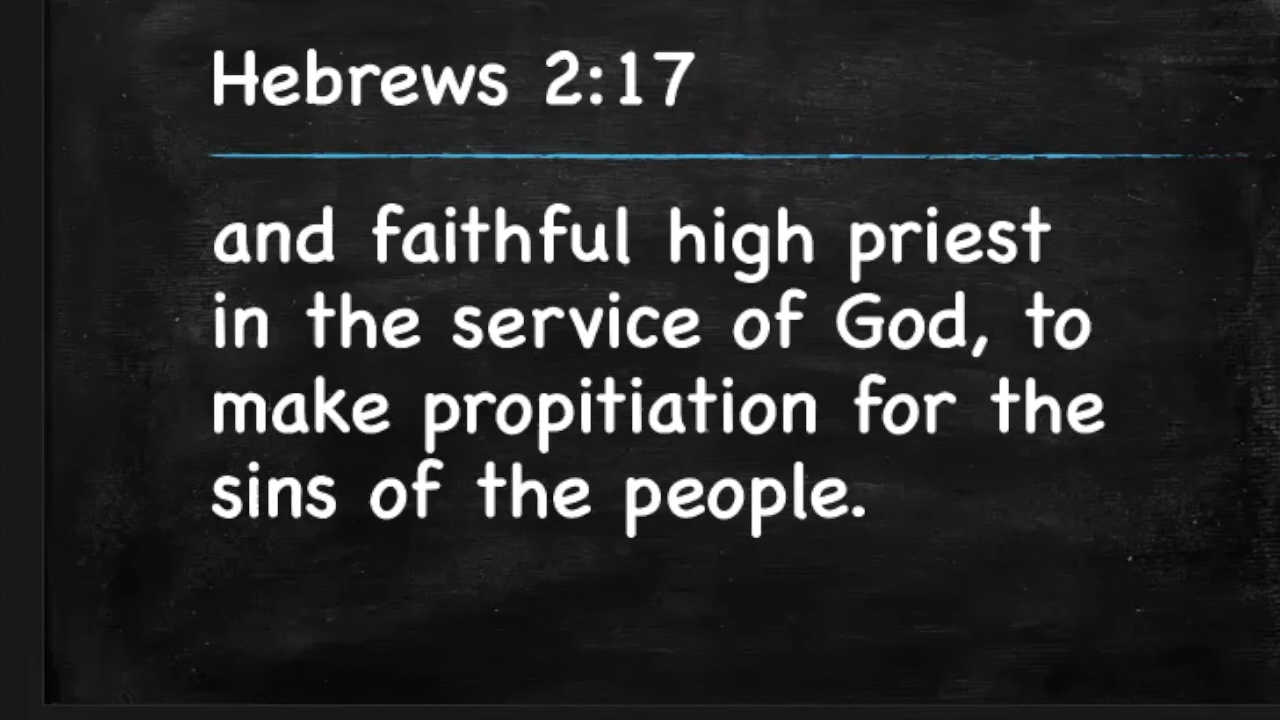 Hebrews 2:17
and faithful high priest
in the service of God, to
make propitiation for the
sins of the people.